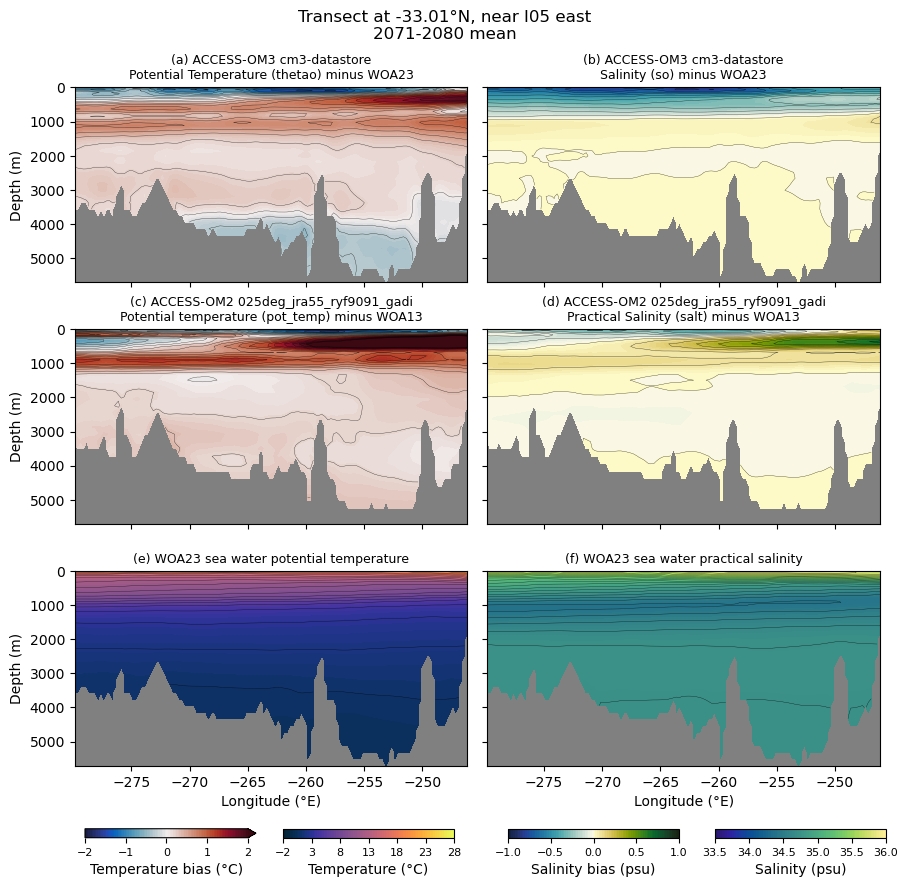 Transect at -33.01°N, near I05 east
2071-2080 mean
(a) ACCESS-OM3 cm3-datastore
Potential Temperature (thetao) minus WOA23
(b) ACCESS-OM3 cm3-datastore
Salinity (so) minus WOA23
0
1000
2000
3000
4000
5000
Depth (m)
(c) ACCESS-OM2 025deg_jra55_ryf9091_gadi
Potential temperature (pot_temp) minus WOA13
(d) ACCESS-OM2 025deg_jra55_ryf9091_gadi
Practical Salinity (salt) minus WOA13
0
1000
2000
3000
4000
5000
Depth (m)
(e) WOA23 sea water potential temperature
(f) WOA23 sea water practical salinity
0
1000
2000
3000
4000
5000
Depth (m)
−275 −270 −265 −260 −255 −250
Longitude (°E)
−275 −270 −265 −260 −255 −250
Longitude (°E)
−2 −1 0 1 2
Temperature bias (°C)
−2 3 8 13 18 23 28
Temperature (°C)
−1.0 −0.5 0.0 0.5 1.0
Salinity bias (psu)
33.5 34.0 34.5 35.0 35.5 36.0
Salinity (psu)